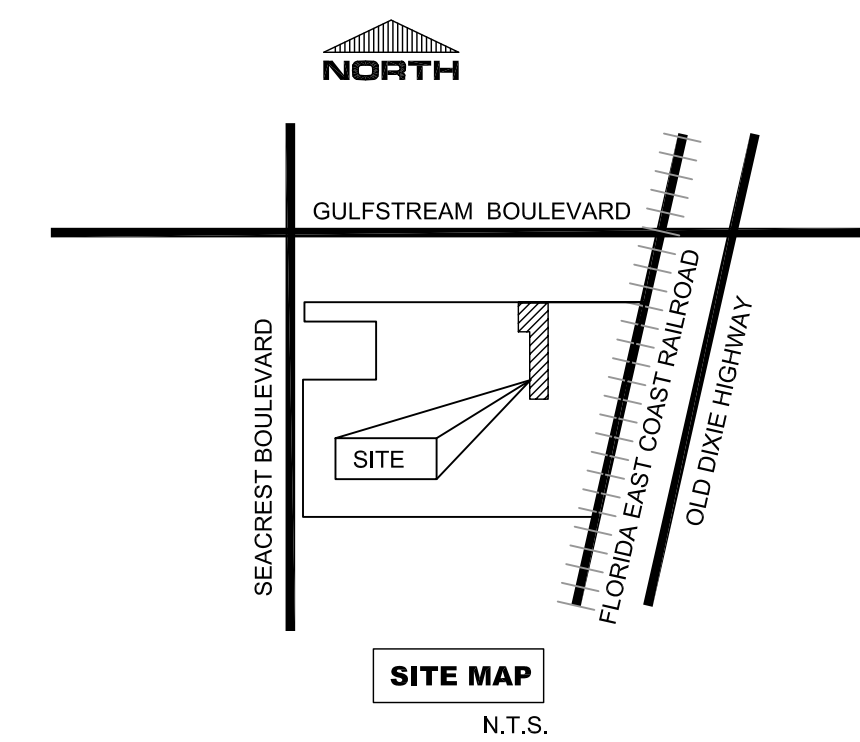 NORTH
GULFSTREAM BOULEVARD
SEACREST BOULEVARD
SITE
FLORIDA EAST COAST RAILROAD
OLD DIXIE HIGHWAY
SITE MAP
N.T.S.